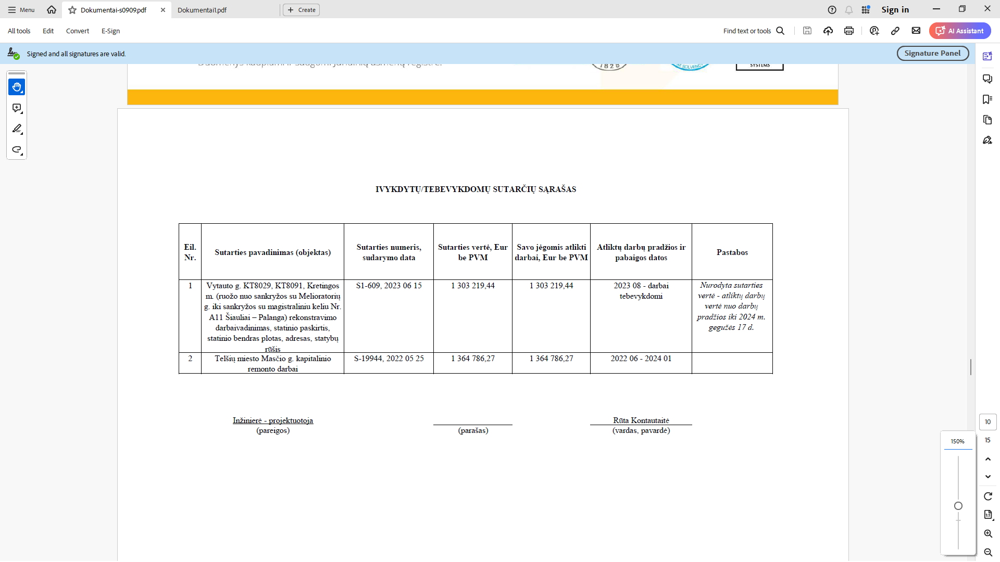 Menu
Dokumentai-s0909.pdf
Dokumentai1.pdf
Create
Sign in
All tools
Edit
Convert
E-Sign
Find text or tools
AI Assistant
Signed and all signatures are valid.
Signature Panel
1828
SOLVENCY
SYSTEMS
IVYKDYTŲ/TEBEVYKDOMŲ SUTARČIŲ SĄRAŠAS
Eil. Nr.
Sutarties pavadinimas (objektas)
Sutarties numeris, sudarymo data
Sutarties vertė, Eur be PVM
Savo jėgomis atlikti darbai, Eur be PVM
Atliktų darbų pradžios ir pabaigos datos
Pastabos
1
Vytauto g. KT8029, KT8091, Kretingos
m. (ruožo nuo sankryžos su Melioratorių
g. iki sankryžos su magistraliniu keliu Nr.
A11 Šiauliai – Palanga) rekonstravimo
darbaivadinimas, statinio paskirtis,
statinio bendras plotas, adresas, statybų
rūšis
S1-609, 2023 06 15
1 303 219,44
1 303 219,44
2023 08 - darbai
tebevykdomi
Nurodyta sutarties
vertė - atliktų darbų
vertė nuo darbų
pradžios iki 2024 m.
gegužės 17 d.
2
Telšių miesto Masčio g. kapitalinio
remonto darbai
S-19944, 2022 05 25
1 364 786,27
1 364 786,27
2022 06 - 2024 01
Inžinierė - projektuotoja
(pareigos)
(parašas)
Rūta Kontautaitė
(vardas, pavardė)
10
15
150%